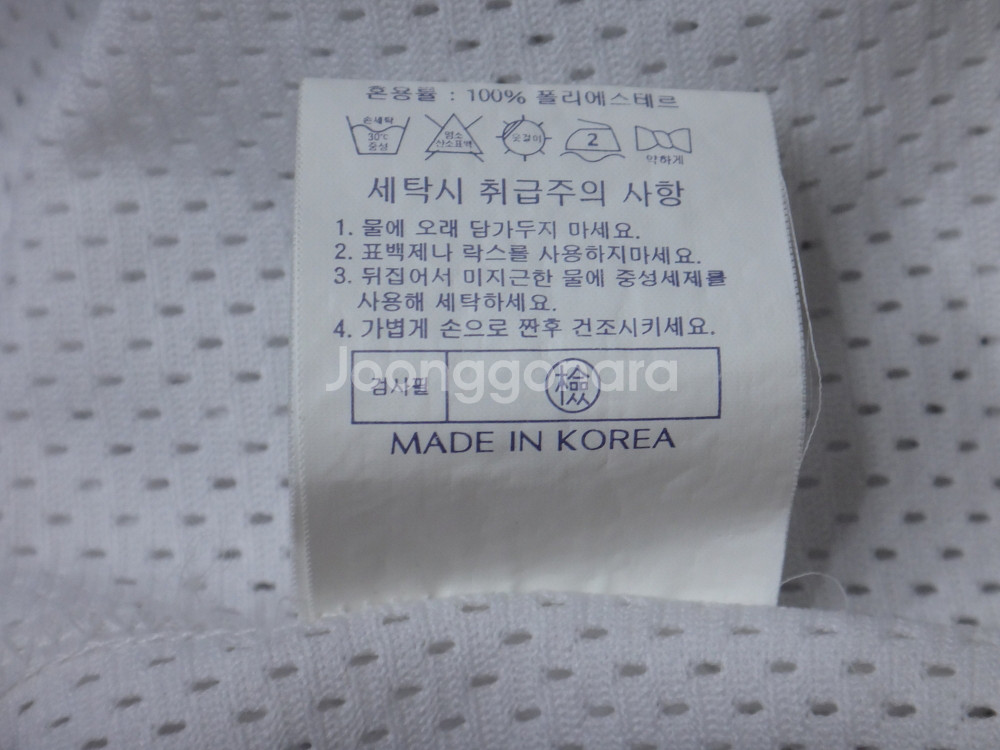 혼용률 : 100% 폴리에스테르
손세탁
30℃
중성
염소
산소표백
옷걸이
2
약하게
세탁시 취급주의 사항
1. 물에 오래 담가두지 마세요.
2. 표백제나 락스를 사용하지마세요.
3. 뒤집어서 미지근한 물에 중성세제를
사용해 세탁하세요.
4. 가볍게 손으로 짠후 건조시키세요.
Joonggonara
검사필
檢
MADE IN KOREA